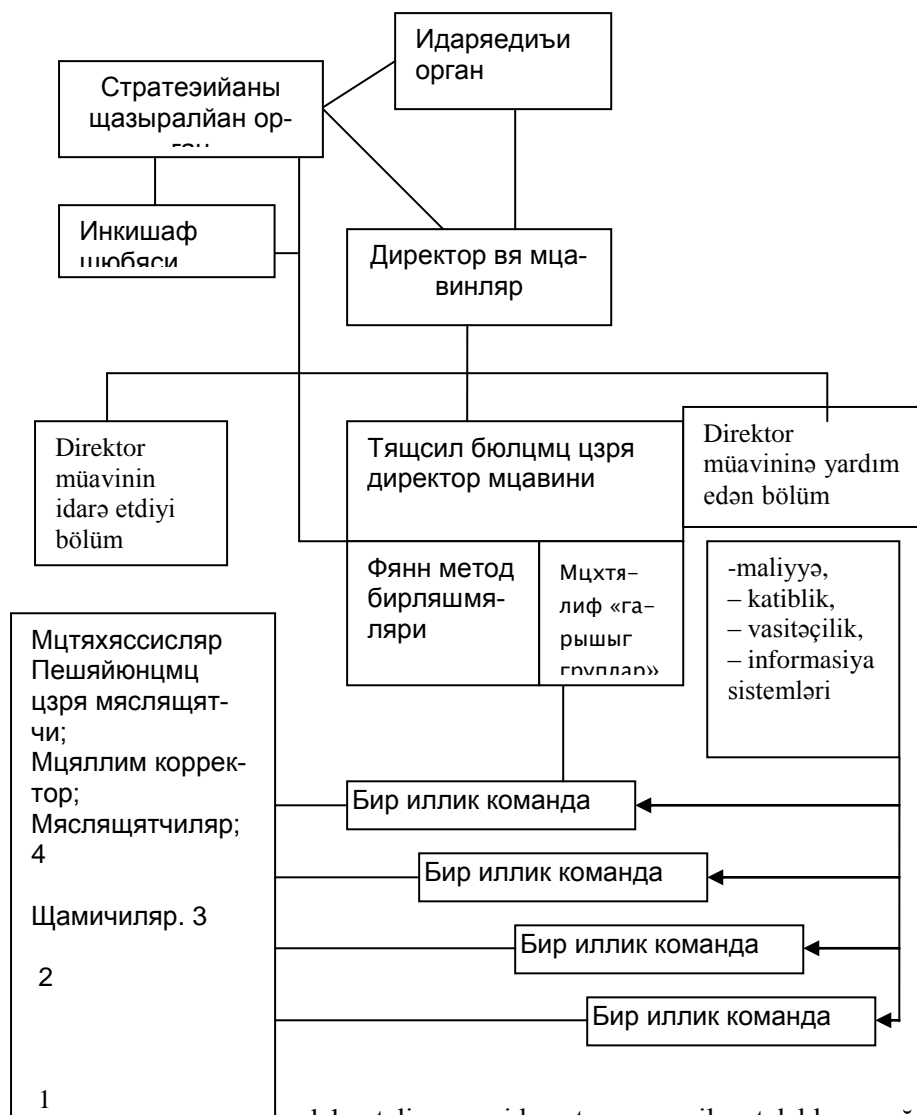 Идаряедиъи
орган
Стратеэийаны
щазыралйан ор-
Инкишаф
шюбяси
Директор вя мца-
винляр
Direktor
müavinin
idarə etdiyi
bölüm
Тящсил бюлцмц цзря
директор мцавини
Direktor
müavininə yardım
edən bölüm
Фянн метод
бирляшмя-
ляри
Мцхтя-
лиф «га-
рышыг
группар»
-maliyyə,
– katiblik,
– vasitəçilik,
– informasiya
sistemləri
Мцтяхяссисляр
Пешяйюнцмц
цзря мяслящят-
чи;
Мцяллим коррек-
тор;
Мяслящятчиляр;
4
Щамичиляр. 3
2
1
Бир иллик команда
Бир иллик команда
Бир иллик команда
Бир иллик команда